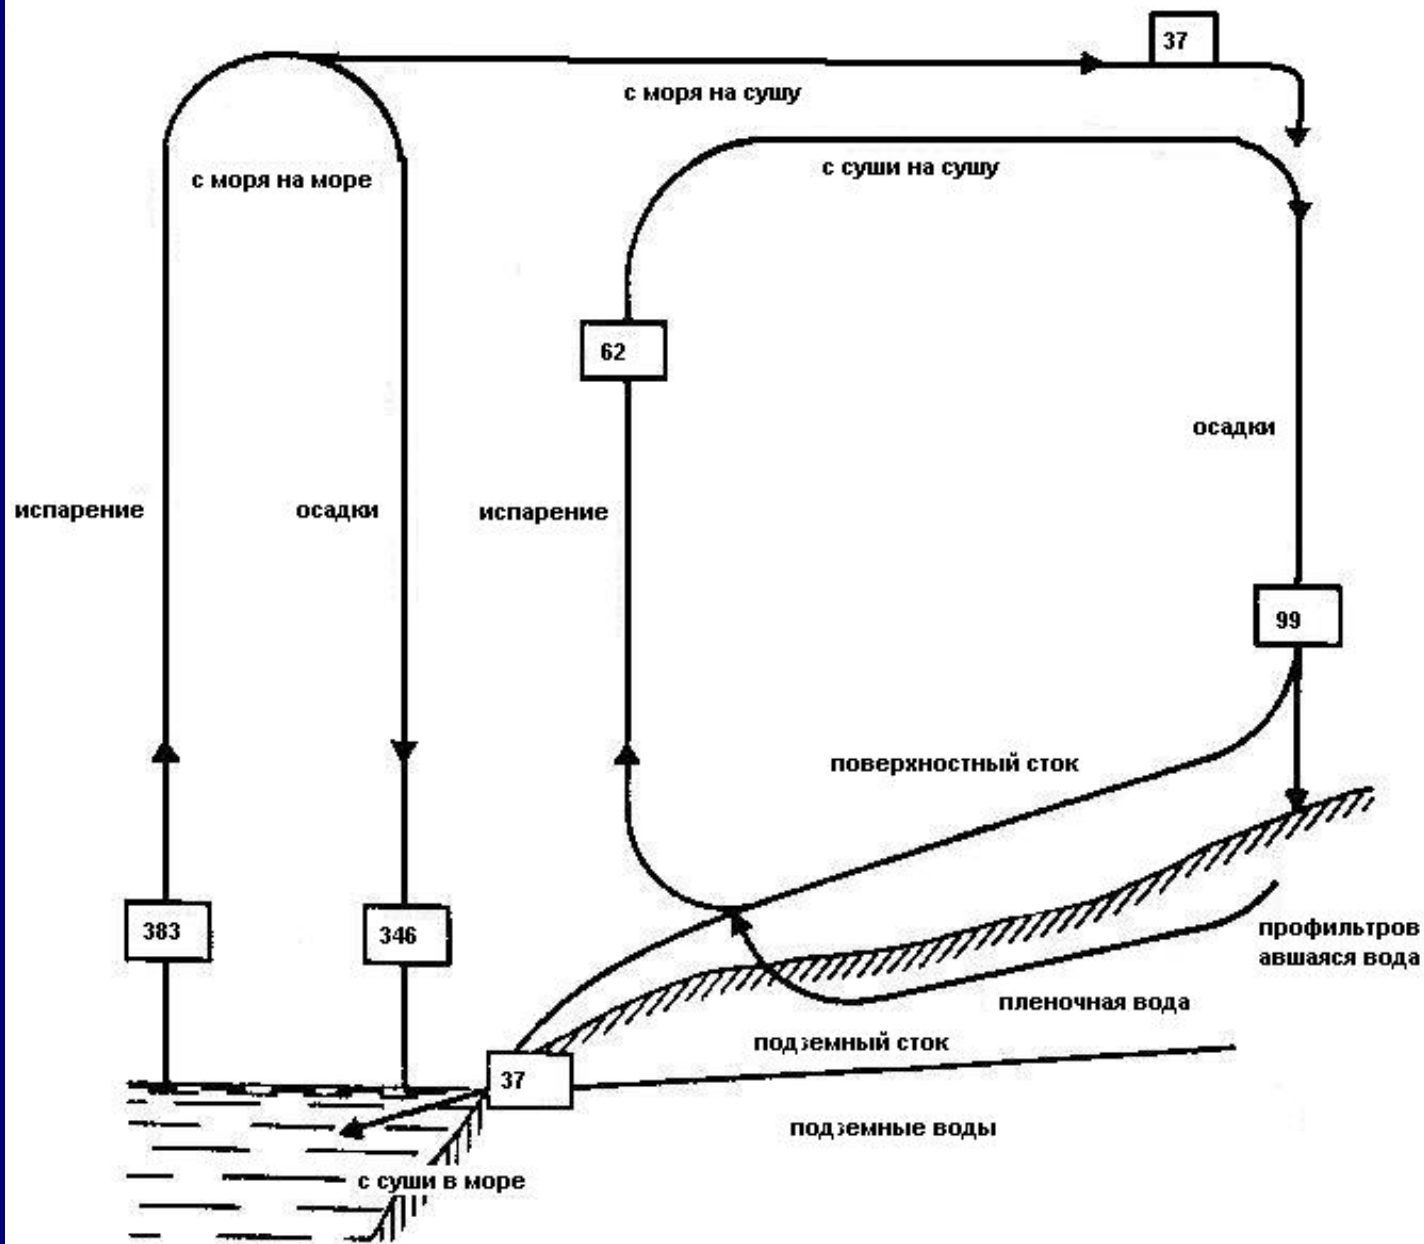 37
с моря на сушу
с моря на море
с суши на сушу
62
осадки
испарение
осадки
испарение
99
поверхностный сток
383
346
профильтров
авшаяся вода
пленочная вода
подземный сток
37
подземные воды
с суши в море